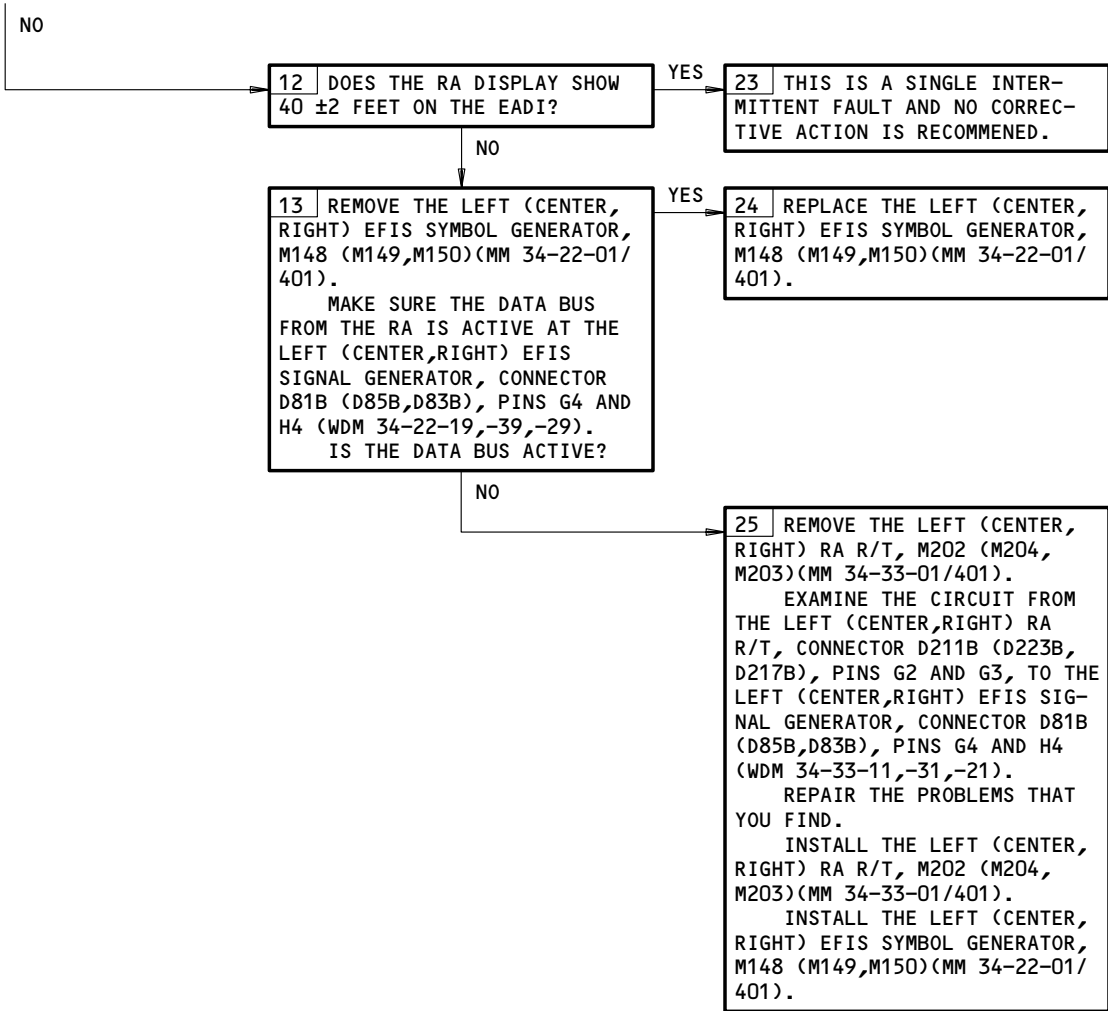 NO
12 DOES THE RA DISPLAY SHOW
40 ±2 FEET ON THE EADI?
YES
23 THIS IS A SINGLE INTER-
MITTENT FAULT AND NO CORREC-
TIVE ACTION IS RECOMMENED.
NO
13 REMOVE THE LEFT (CENTER,
RIGHT) EFIS SYMBOL GENERATOR,
M148 (M149,M150)(MM 34-22-01/
401).
MAKE SURE THE DATA BUS
FROM THE RA IS ACTIVE AT THE
LEFT (CENTER,RIGHT) EFIS
SIGNAL GENERATOR, CONNECTOR
D81B (D85B,D83B), PINS G4 AND
H4 (WDM 34-22-19,-39,-29).
IS THE DATA BUS ACTIVE?
YES
24 REPLACE THE LEFT (CENTER,
RIGHT) EFIS SYMBOL GENERATOR,
M148 (M149,M150)(MM 34-22-01/
401).
NO
25 REMOVE THE LEFT (CENTER,
RIGHT) RA R/T, M202 (M204,
M203)(MM 34-33-01/401).
EXAMINE THE CIRCUIT FROM
THE LEFT (CENTER,RIGHT) RA
R/T, CONNECTOR D211B (D223B,
D217B), PINS G2 AND G3, TO THE
LEFT (CENTER,RIGHT) EFIS SIG-
NAL GENERATOR, CONNECTOR D81B
(D85B,D83B), PINS G4 AND H4
(WDM 34-33-11,-31,-21).
REPAIR THE PROBLEMS THAT
YOU FIND.
INSTALL THE LEFT (CENTER,
RIGHT) RA R/T, M202 (M204,
M203)(MM 34-33-01/401).
INSTALL THE LEFT (CENTER,
RIGHT) EFIS SYMBOL GENERATOR,
M148 (M149,M150)(MM 34-22-01/
401).